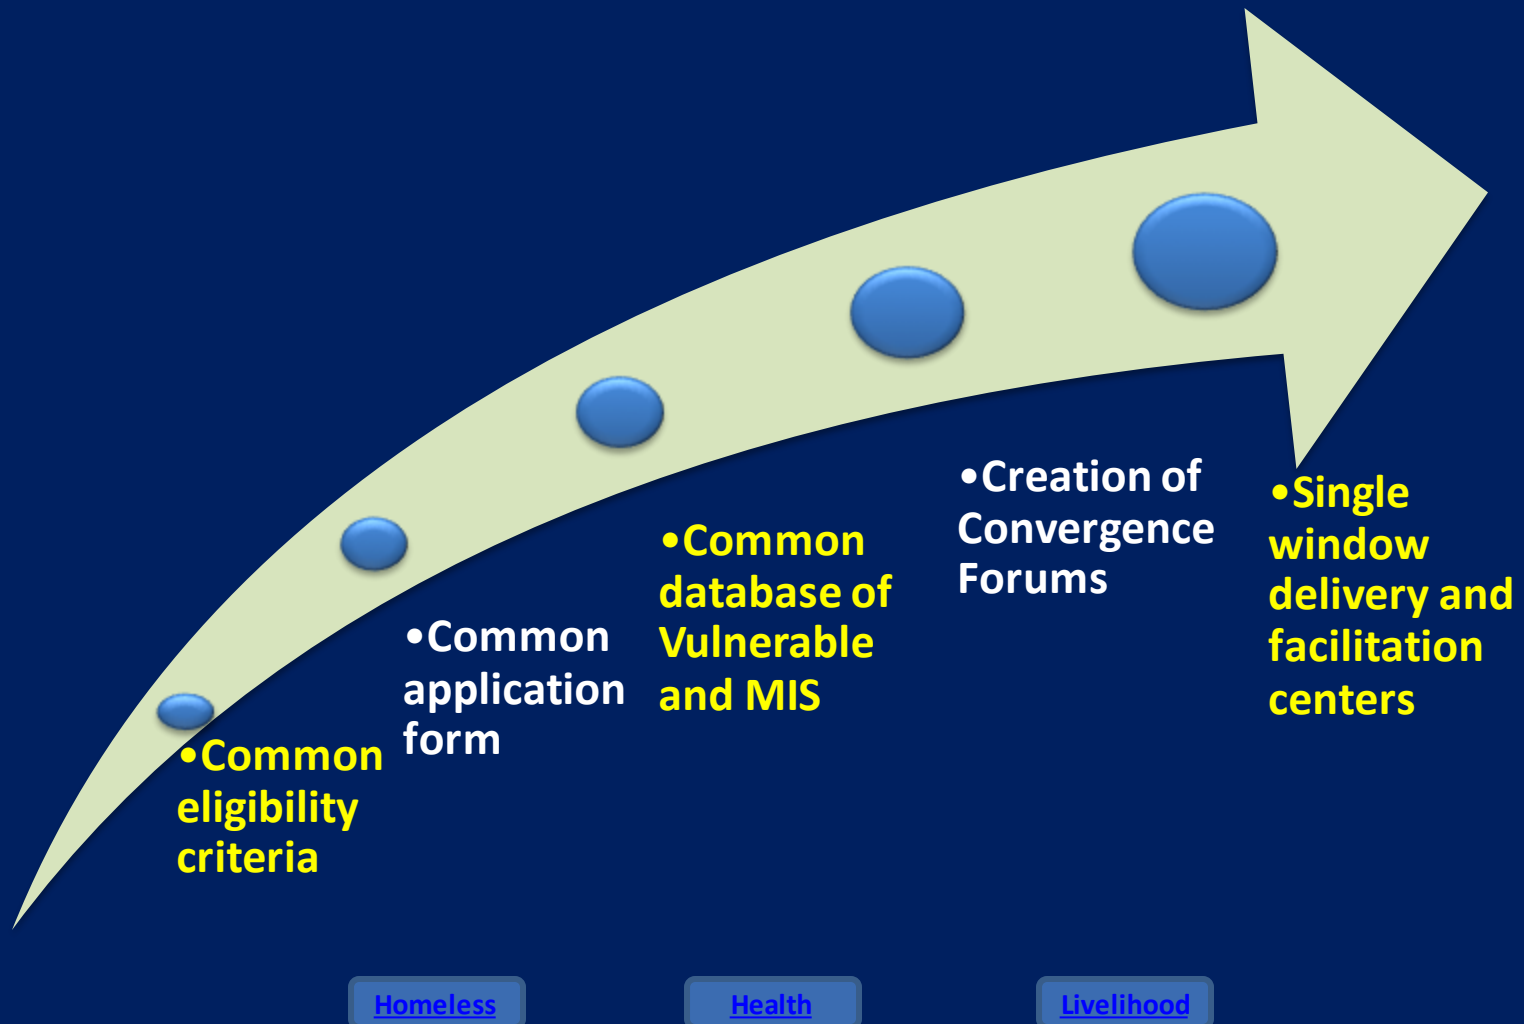 •Common
eligibility
criteria
•Common
application
form
•Common
database of
Vulnerable
and MIS
•Creation of
Convergence
Forums
•Single
window
delivery and
facilitation
centers
Homeless
Health
Livelihood